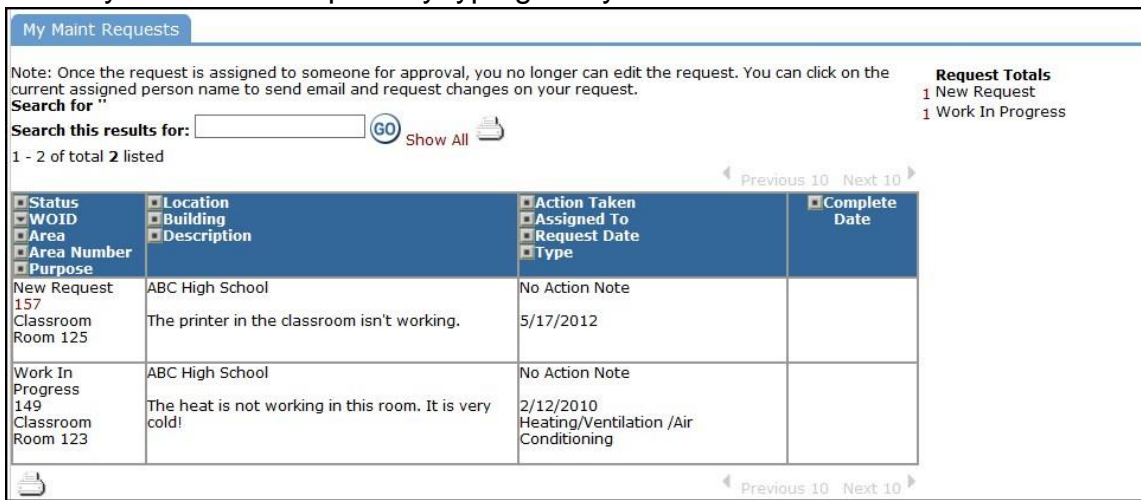 My Maint Requests
Note: Once the request is assigned to someone for approval, you no longer can edit the request. You can click on the
current assigned person name to send email and request changes on your request.
Search for ''
Search this results for: GO Show All
1 - 2 of total 2 listed
Request Totals
1 New Request
1 Work In Progress
Previous 10 Next 10
Status
WOID
Area
Area Number
Purpose
Location
Building
Description
Action Taken
Assigned To
Request Date
Type
Complete
Date
New Request
157
Classroom
Room 125
ABC High School
The printer in the classroom isn't working.
No Action Note
5/17/2012
Work In
Progress
149
Classroom
Room 123
ABC High School
The heat is not working in this room. It is very
cold!
No Action Note
2/12/2010
Heating/Ventilation /Air
Conditioning
Previous 10 Next 10